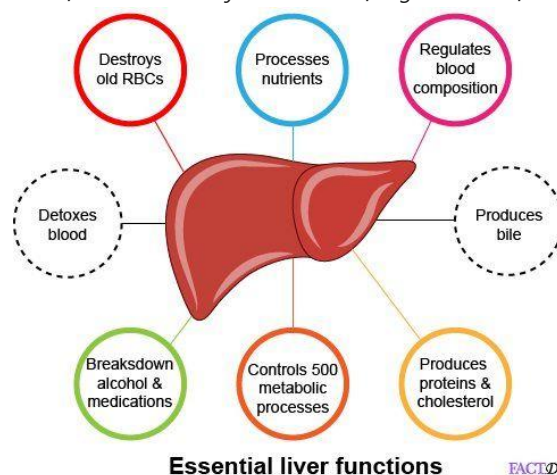 Destroys
old RBCs
Processes
nutrients
Regulates
blood
composition
Detoxes
blood
Produces
bile
Breaksdown
alcohol &
medications
Controls 500
metabolic
processes
Produces
proteins &
cholesterol
Essential liver functions